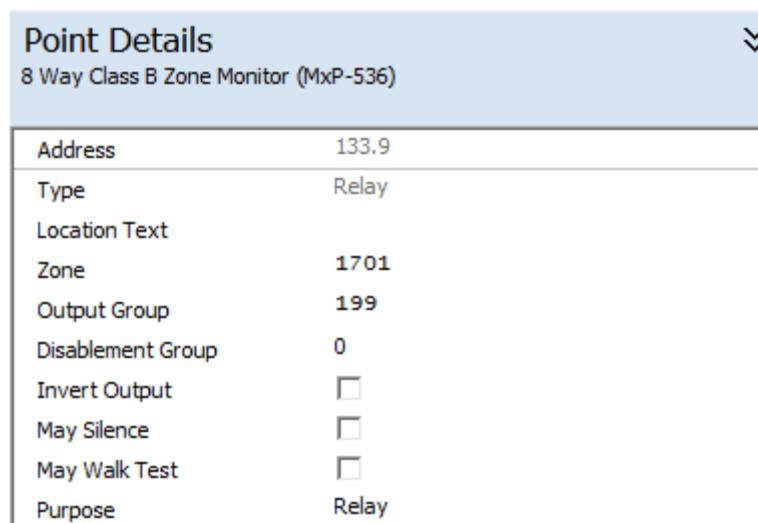 Point Details
8 Way Class B Zone Monitor (MxP-536)
Address 133.9
Type Relay
Location Text
Zone 1701
Output Group 199
Disablement Group 0
Invert Output
May Silence
May Walk Test
Purpose Relay